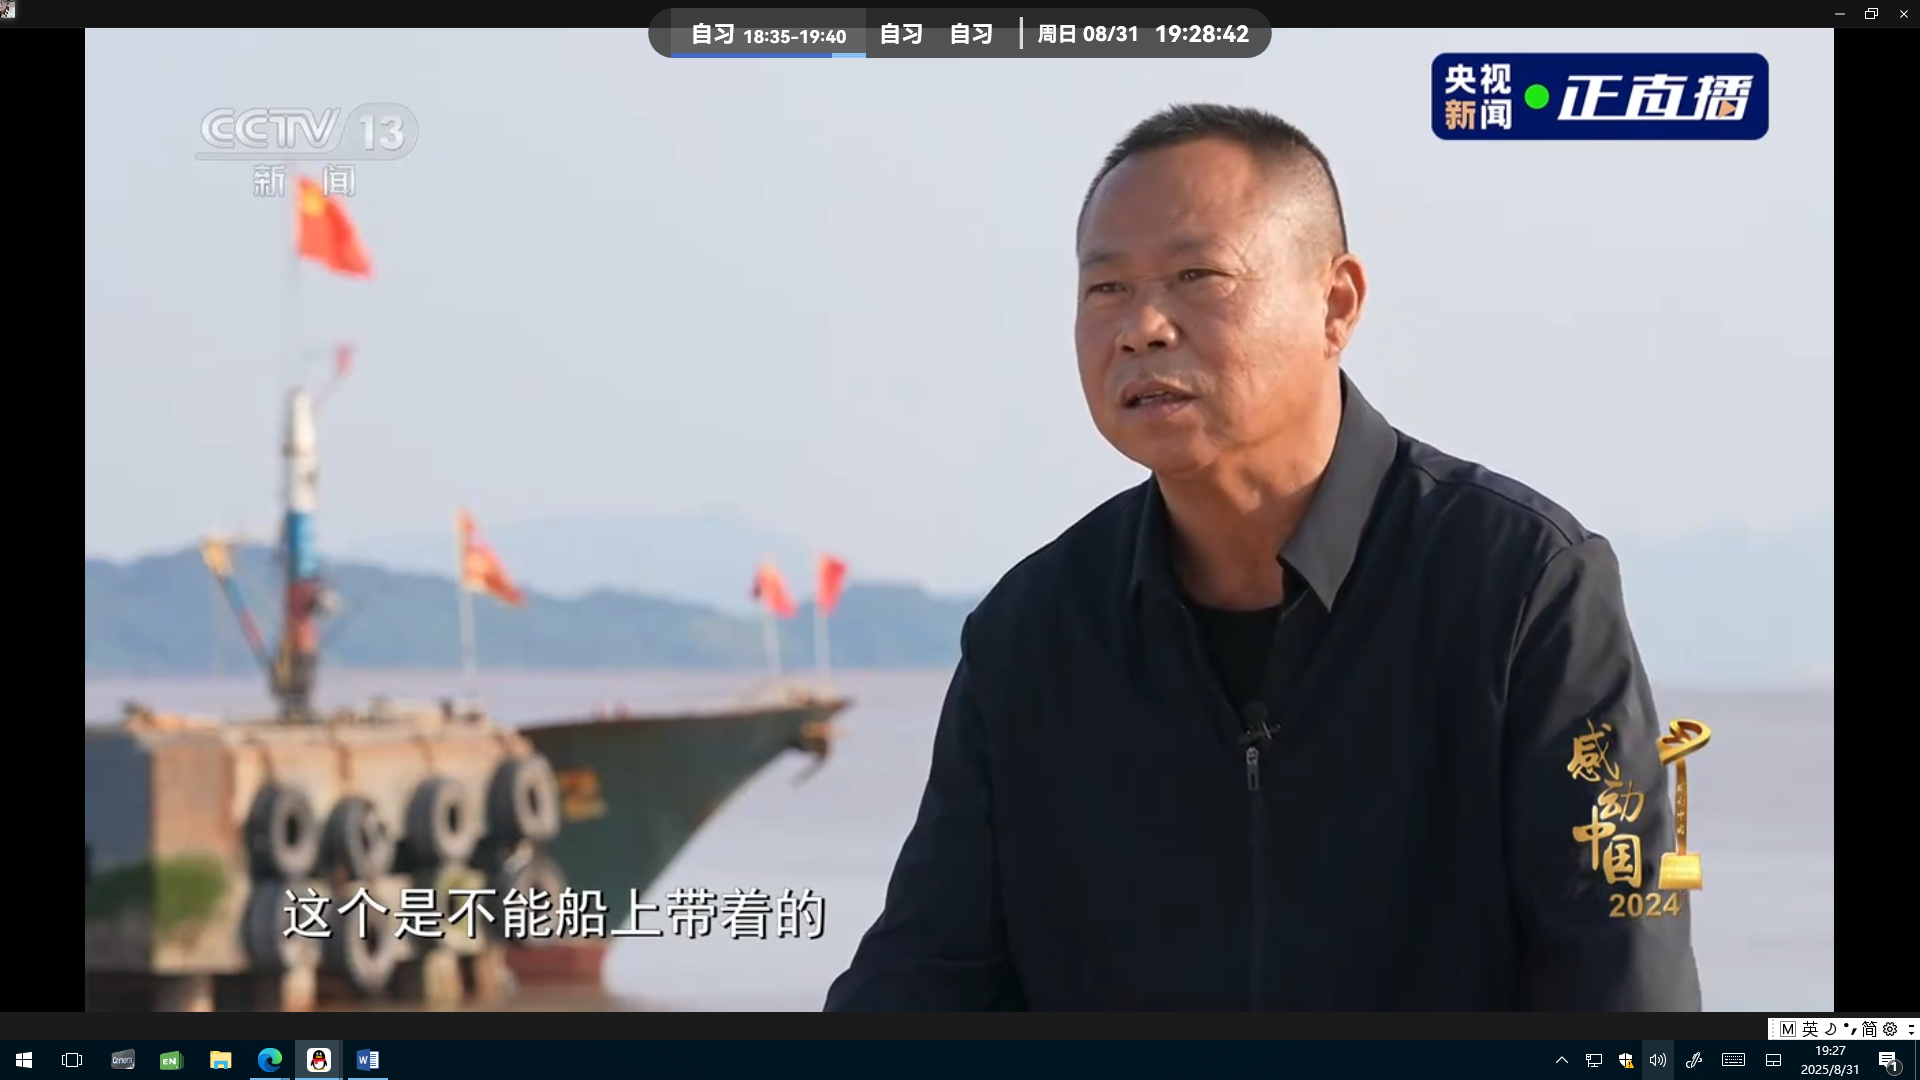 自习 18:35-19:40 自习 自习 周日 08/31 19:28:42
央视
新闻
正直播
CCTV 13
新闻
感动
中国
2024
这个是不能船上带着的
M 英 简
EN
W
19:27
2025/8/31
1